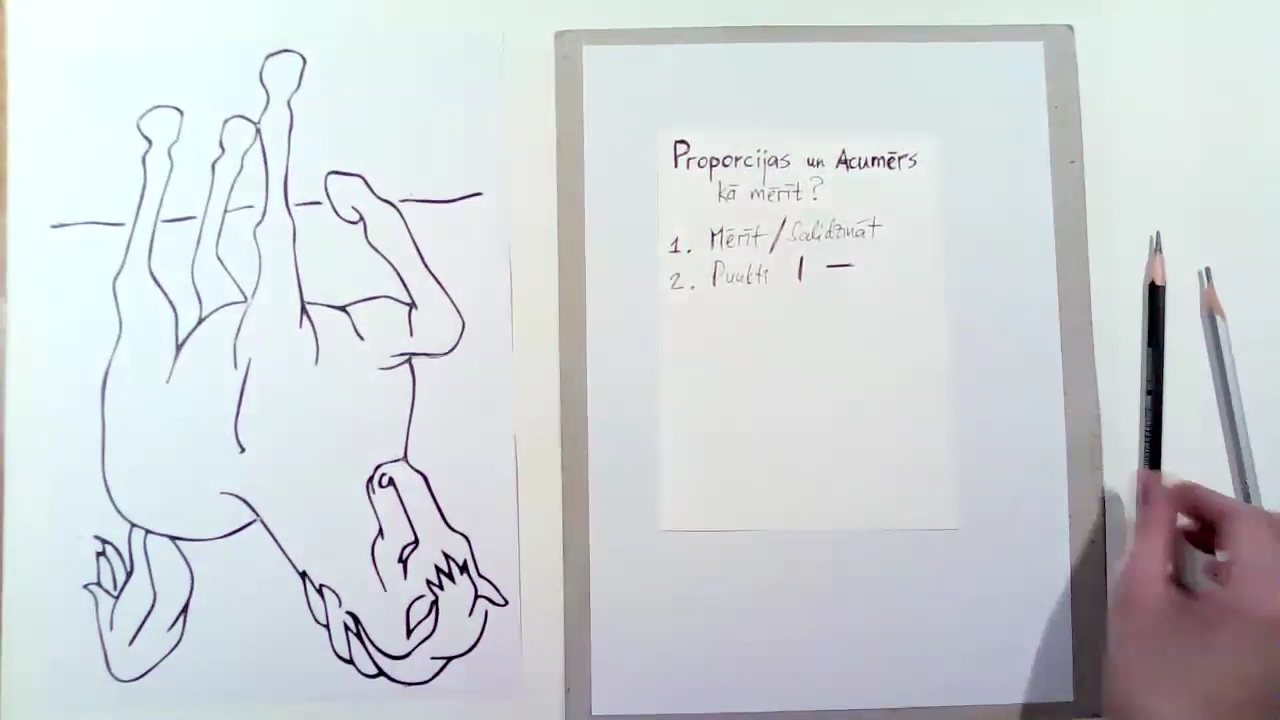 Proporcijas un Acumērs
kā mērīt?
1. Mērīt/Salīdzināt
2. Punkti | —